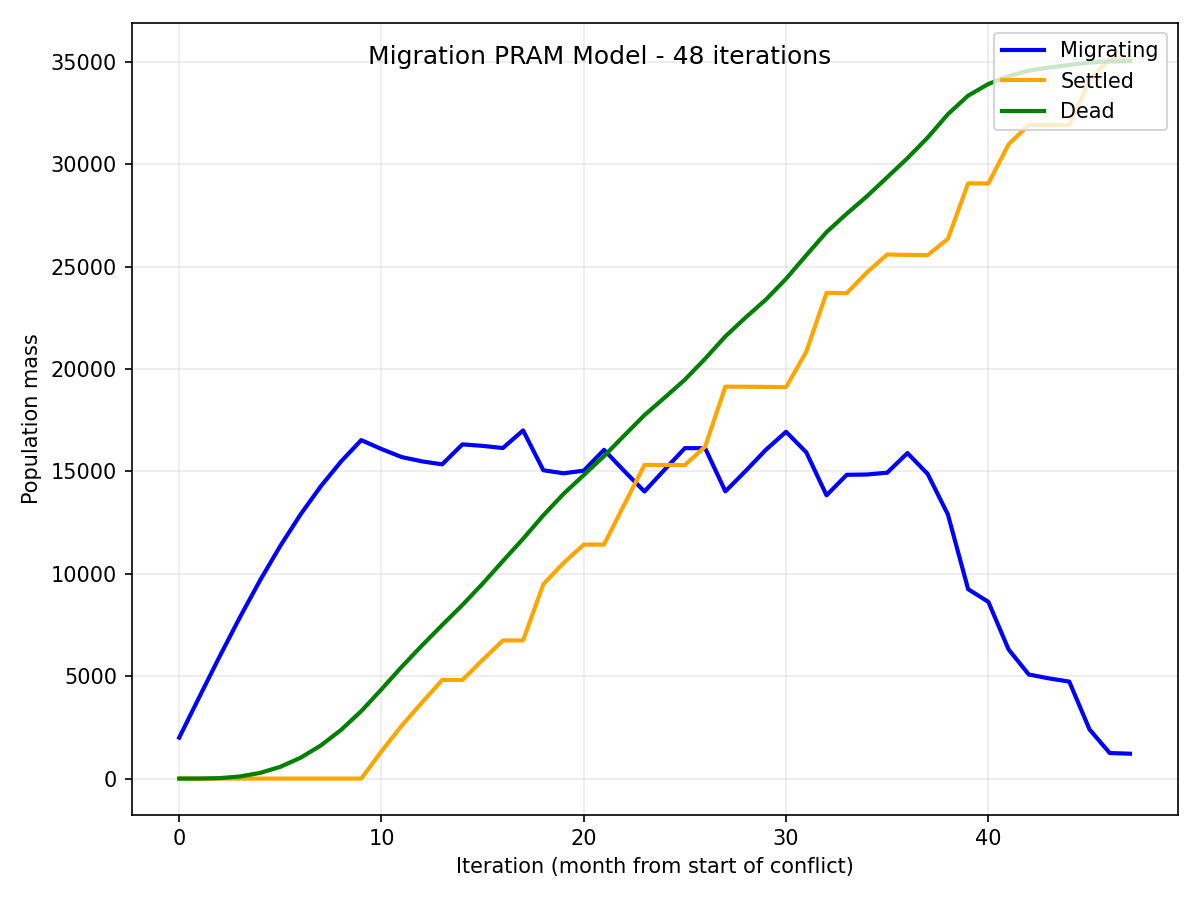 Migration PRAM Model - 48 iterations
Migrating
Settled
Dead
35000
30000
25000
20000
15000
10000
5000
0
Population mass
0 10 20 30 40
Iteration (month from start of conflict)